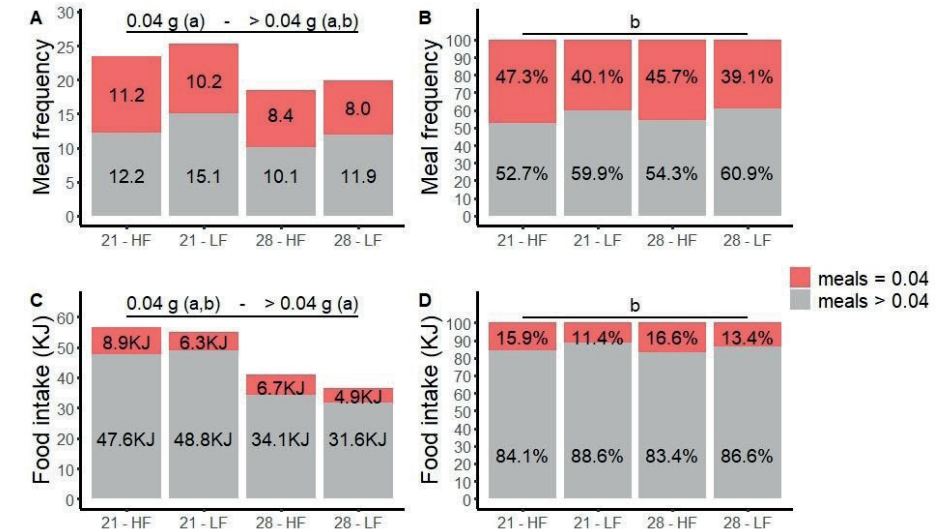 A
0.04 g (a) - > 0.04 g (a,b)
Meal frequency
30
25
20
15
10
5
0
11.2
10.2
8.4
8.0
12.2
15.1
10.1
11.9
21 - HF
21 - LF
28 - HF
28 - LF
B
b
Meal frequency
100
90
80
70
60
50
40
30
20
10
0
47.3%
40.1%
45.7%
39.1%
52.7%
59.9%
54.3%
60.9%
21 - HF
21 - LF
28 - HF
28 - LF
meals = 0.04
meals > 0.04
C
0.04 g (a,b) - > 0.04 g (a)
Food intake (KJ)
60
50
40
30
20
10
0
8.9KJ
6.3KJ
6.7KJ
4.9KJ
47.6KJ
48.8KJ
34.1KJ
31.6KJ
21 - HF
21 - LF
28 - HF
28 - LF
D
b
Food intake (KJ)
100
90
80
70
60
50
40
30
20
10
0
15.9%
11.4%
16.6%
13.4%
84.1%
88.6%
83.4%
86.6%
21 - HF
21 - LF
28 - HF
28 - LF